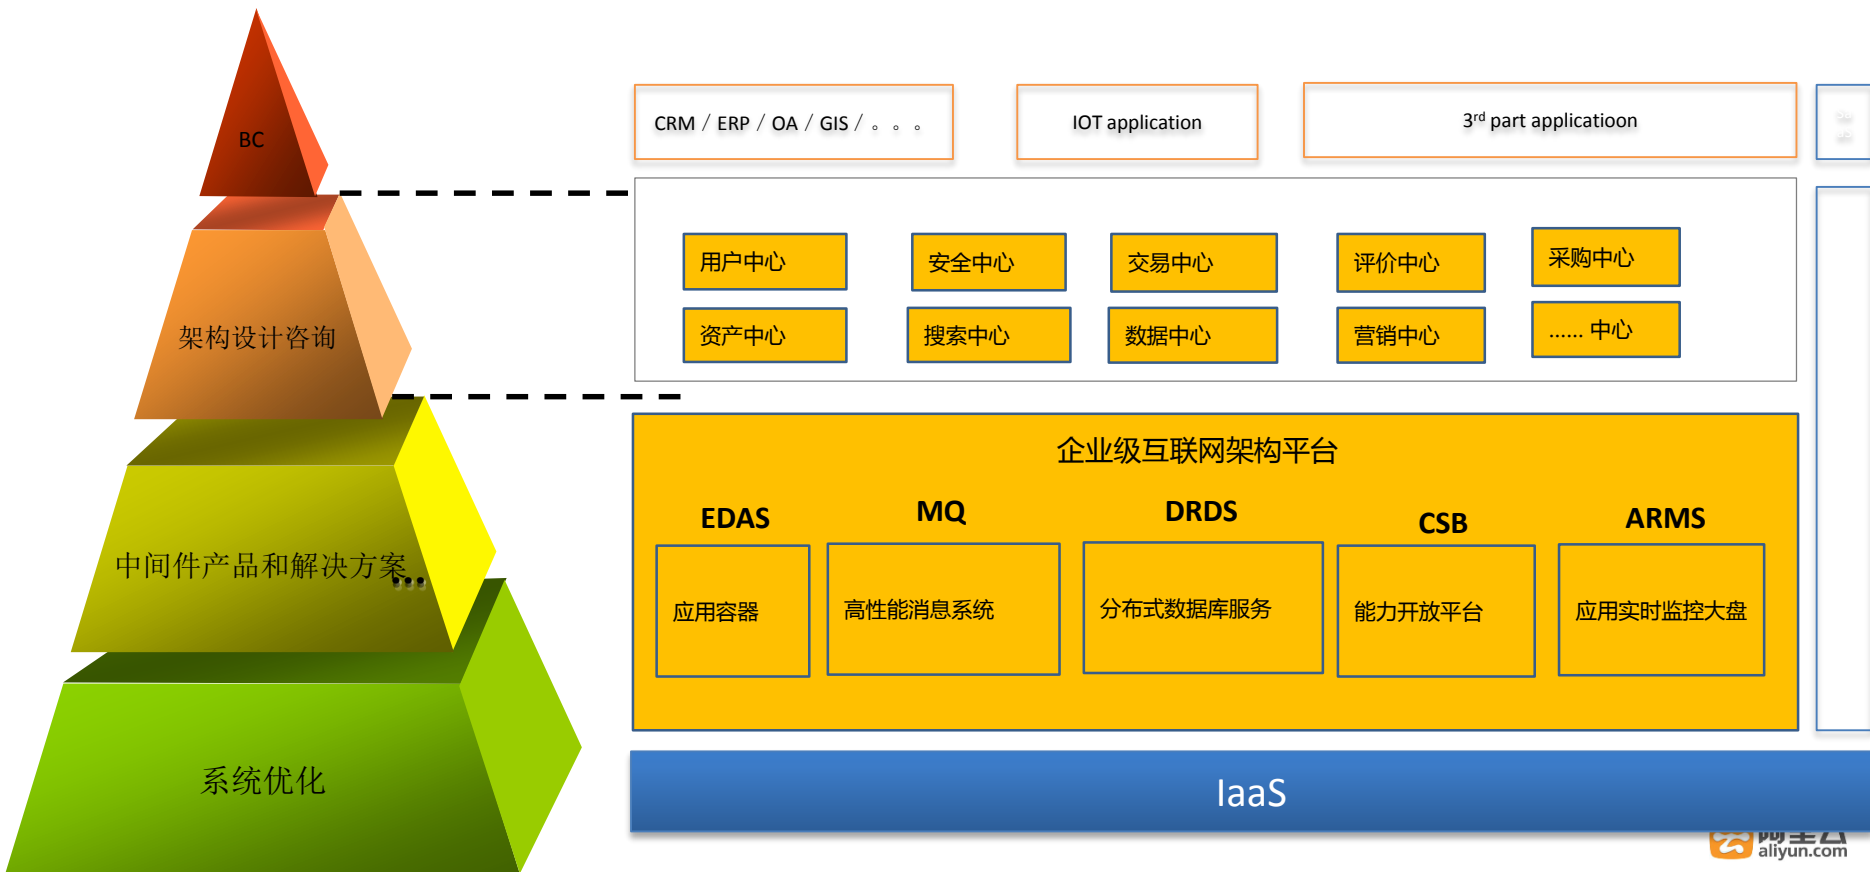 BC
架构设计咨询
中间件产品和解决方案
...
系统优化
CRM / ERP / OA / GIS / 。。。
IOT application
3rd part applicatioon
用户中心
安全中心
交易中心
评价中心
采购中心
资产中心
搜索中心
数据中心
营销中心
...... 中心
企业级互联网架构平台
EDAS
MQ
DRDS
CSB
ARMS
应用容器
高性能消息系统
分布式数据库服务
能力开放平台
应用实时监控大盘
IaaS
阿里云
aliyun.com